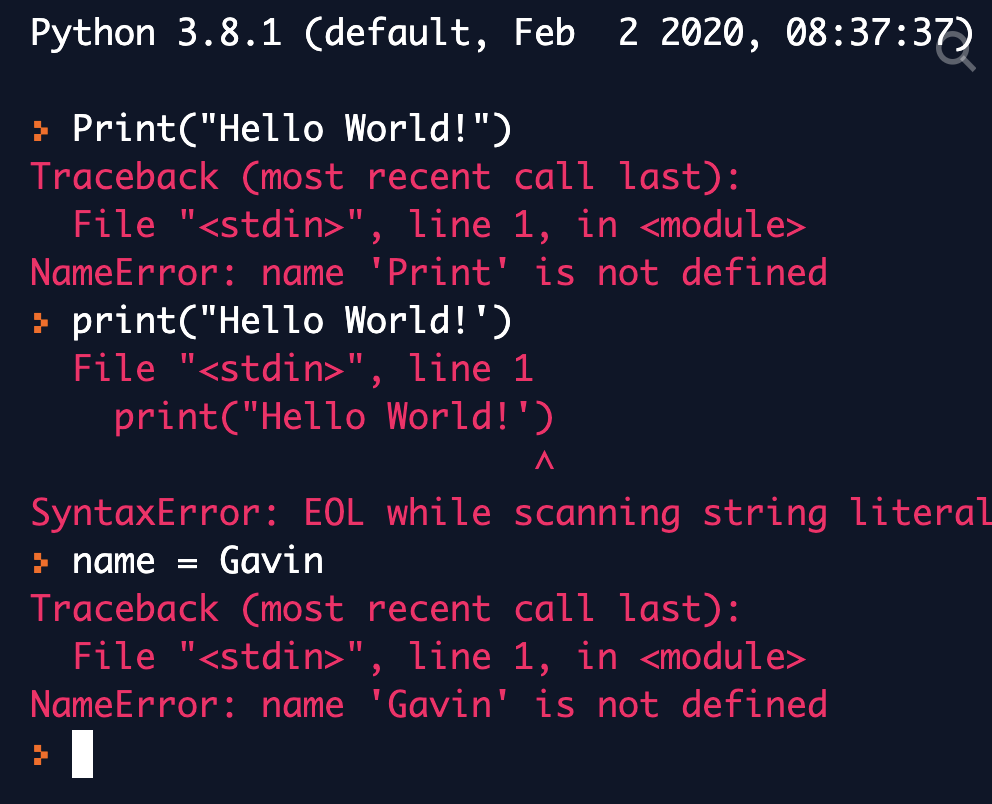 Python 3.8.1 (default, Feb  2 2020, 08:37:37)
Print("Hello World!")
Traceback (most recent call last):
  File "<stdin>", line 1, in <module>
NameError: name 'Print' is not defined
print("Hello World!')
  File "<stdin>", line 1
    print("Hello World!')
                        ^
SyntaxError: EOL while scanning string literal
name = Gavin
Traceback (most recent call last):
  File "<stdin>", line 1, in <module>
NameError: name 'Gavin' is not defined